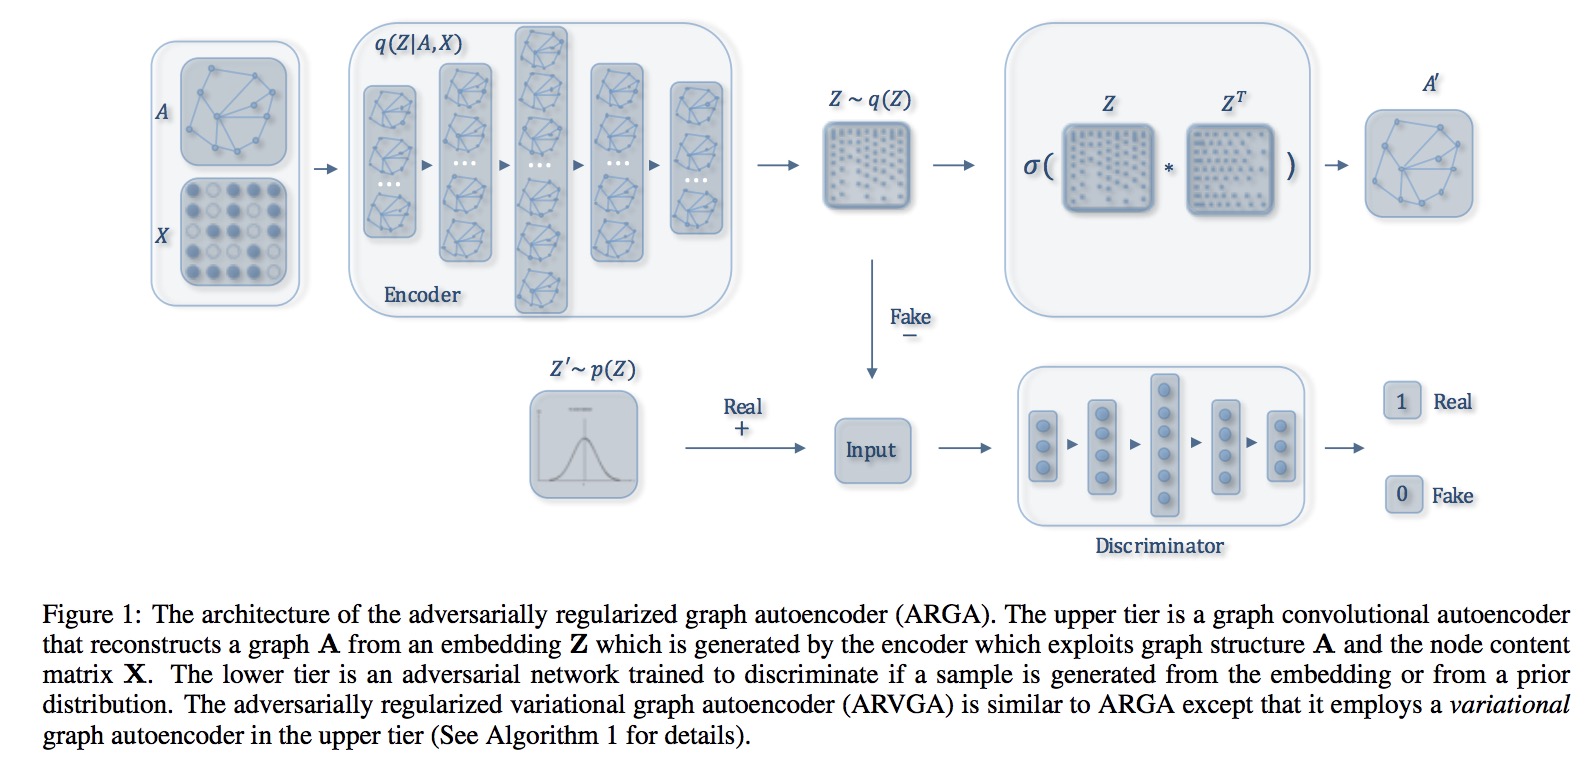 A
X
q(Z|A,X)
Encoder
Z ~ q(Z)
Z
Z^T
σ(
*
)
A′
Fake
−
Z′~ p(Z)
Real
+
Input
Discriminator
1 Real
0 Fake
Figure 1: The architecture of the adversarially regularized graph autoencoder (ARGA). The upper tier is a graph convolutional autoencoder
that reconstructs a graph A from an embedding Z which is generated by the encoder which exploits graph structure A and the node content
matrix X. The lower tier is an adversarial network trained to discriminate if a sample is generated from the embedding or from a prior
distribution. The adversarially regularized variational graph autoencoder (ARVGA) is similar to ARGA except that it employs a variational
graph autoencoder in the upper tier (See Algorithm 1 for details).